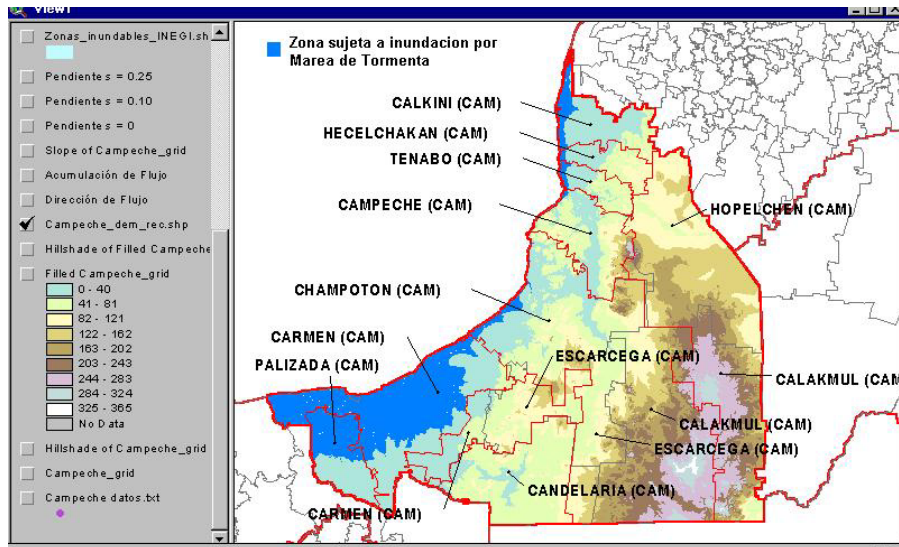 View1
Zonas_inundables_INEGI.sh
Pendientes = 0.25
Pendientes = 0.10
Pendientes = 0
Slope of Campeche_grid
Acumulación de Flujo
Dirección de Flujo
Campeche_dem_rec.shp
Hillshade of Filled Campeche
Filled Campeche_grid
0 - 40
41 - 81
82 - 121
122 - 162
163 - 202
203 - 243
244 - 283
284 - 324
325 - 365
No Data
Hillshade of Campeche_grid
Campeche_grid
Campeche datos.txt
Zona sujeta a inundacion por
Marea de Tormenta
CALKINI (CAM)
HECELCHAKAN (CAM)
TENABO (CAM)
CAMPECHE (CAM)
HOPELCHEN (CAM)
CHAMPOTON (CAM)
CARMEN (CAM)
PALIZADA (CAM)
ESCARCEGA (CAM)
CALAKMUL (CAM
CALAKMUL (CAM)
ESCARCEGA (CAM)
CANDELARIA (CAM)
CARMEN (CAM)